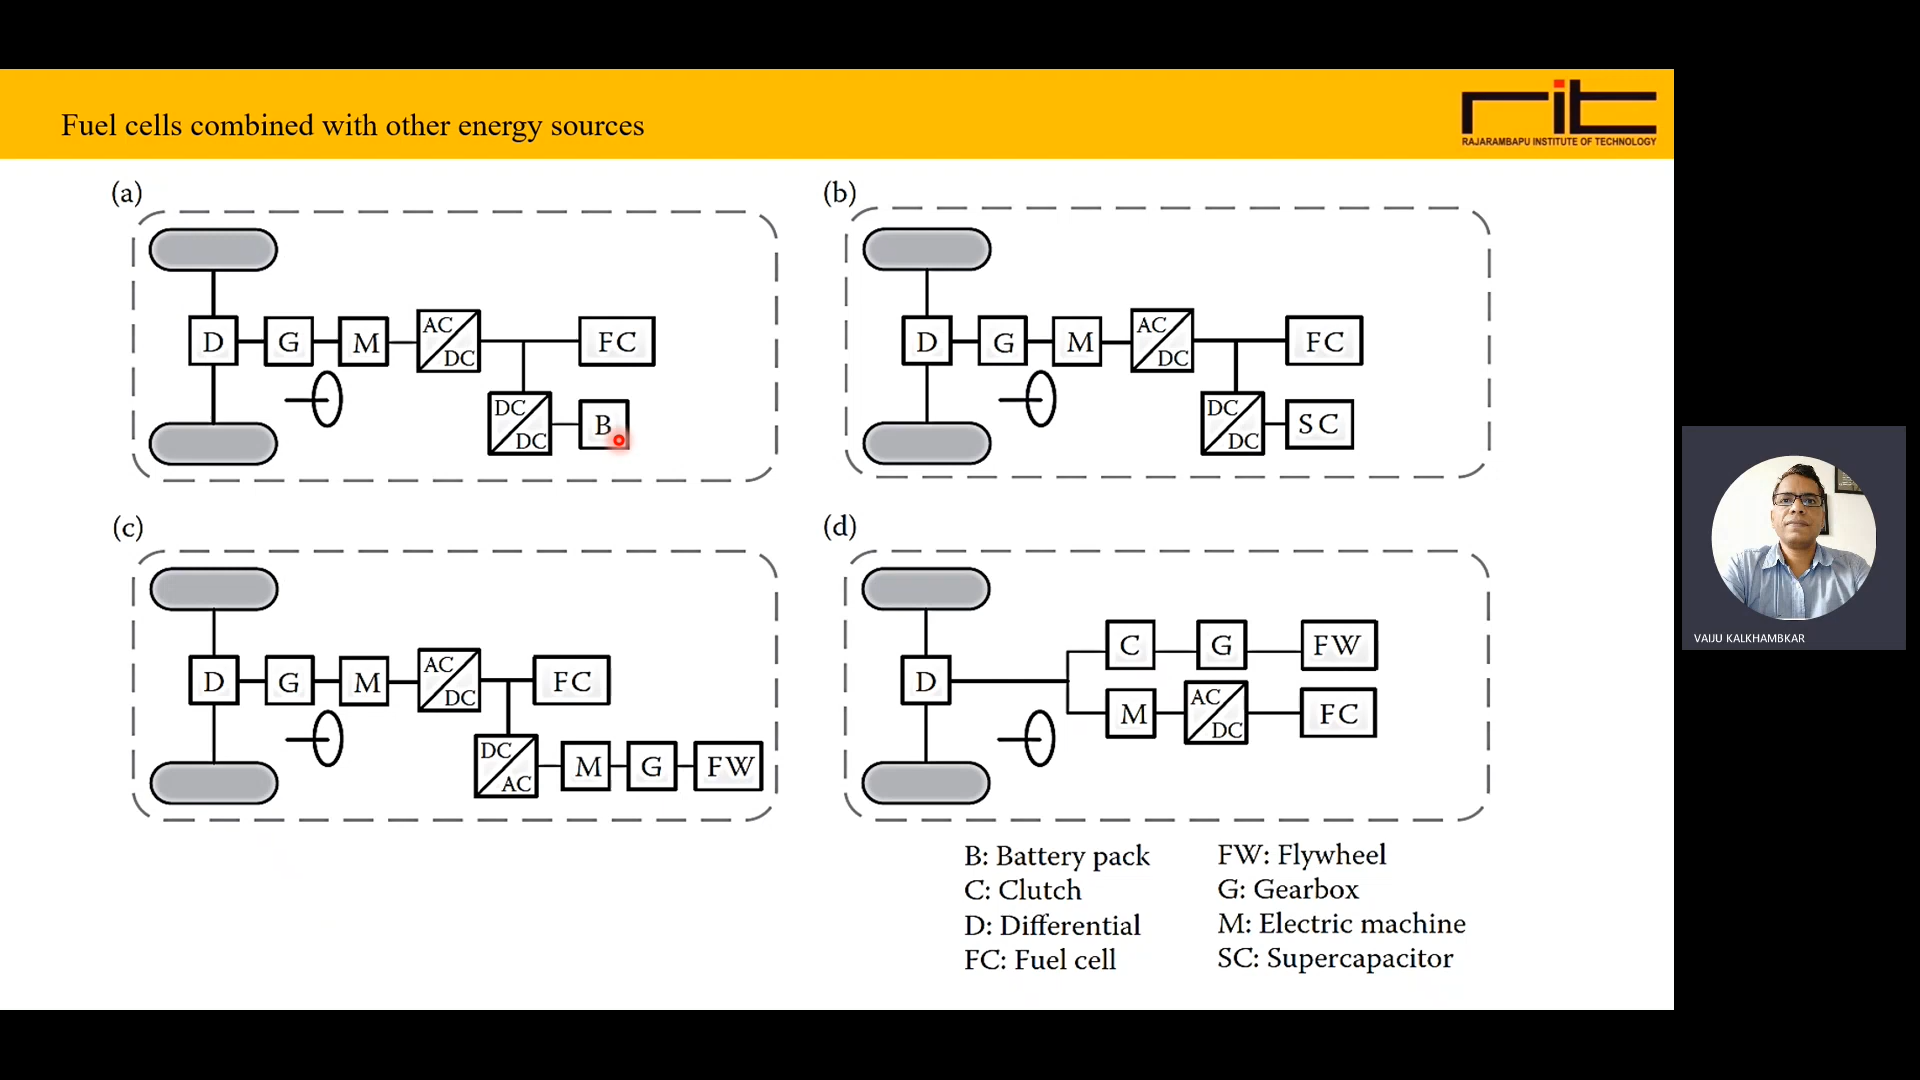 Fuel cells combined with other energy sources
rit
RAJARAMBAPU INSTITUTE OF TECHNOLOGY
(a)
D G M AC DC FC
DC DC B
(b)
D G M AC DC FC
DC DC SC
(c)
D G M AC DC FC
DC AC M G FW
(d)
C G FW
D
M AC DC FC
B: Battery pack
C: Clutch
D: Differential
FC: Fuel cell
FW: Flywheel
G: Gearbox
M: Electric machine
SC: Supercapacitor
VAIJU KALKHAMBKAR